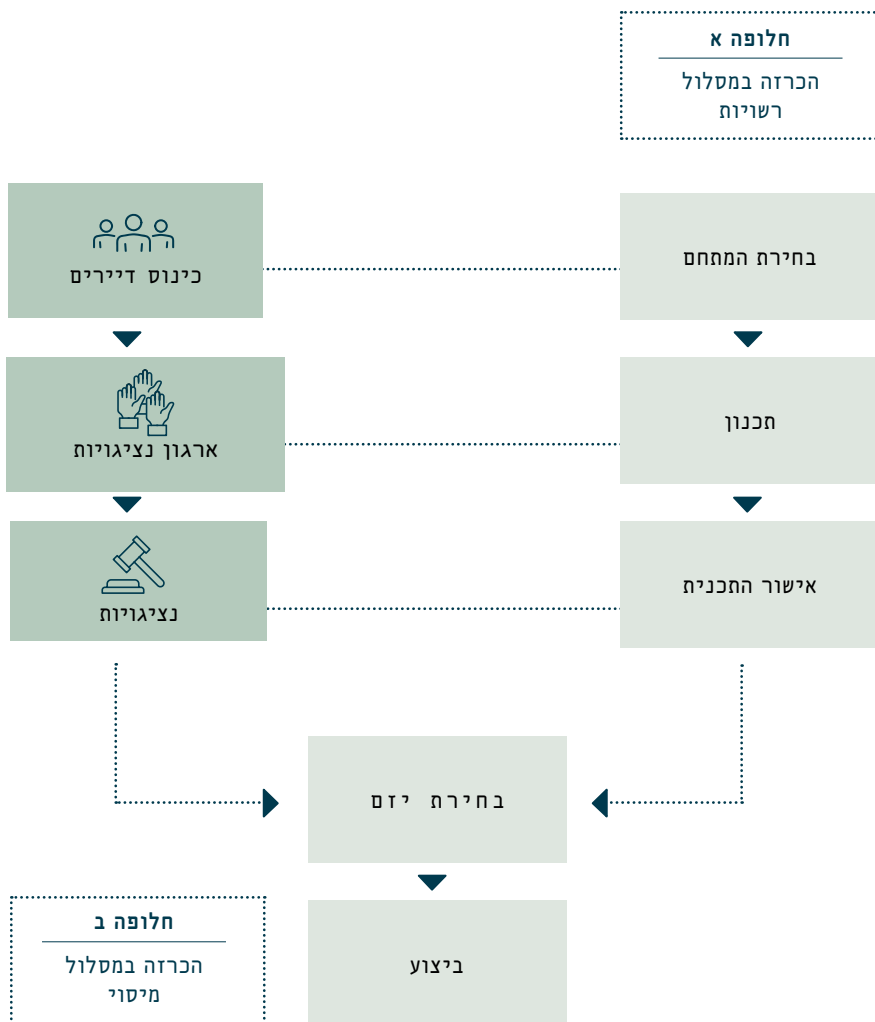 חלופה א
הכרזה במסלול
רשויות
בחירת המתחם
כינוס דיירים
תכנון
ארגון נציגויות
אישור התכנית
נציגויות
בחירת יזם
חלופה ב
הכרזה במסלול
מיסוי
ביצוע